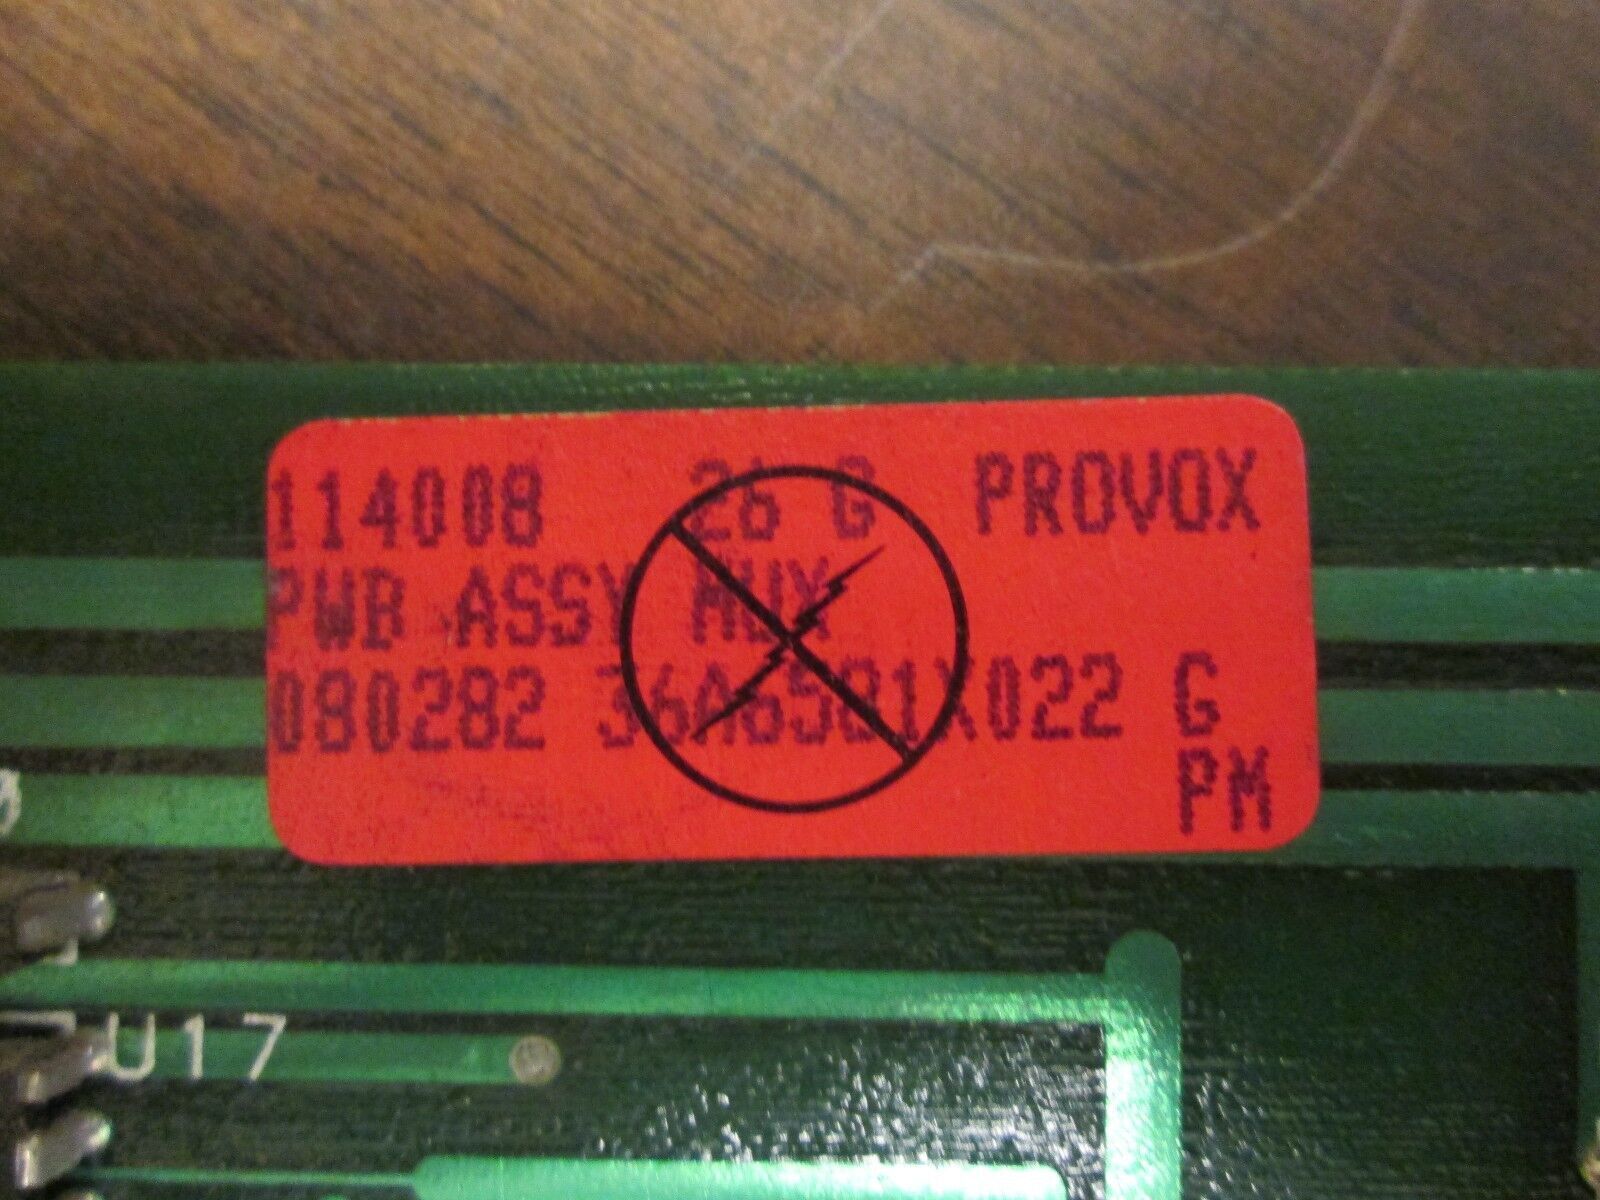 114008 26 G PROVOX
PWB ASSY MUX
080282 36A6581X022 G
PM
U17